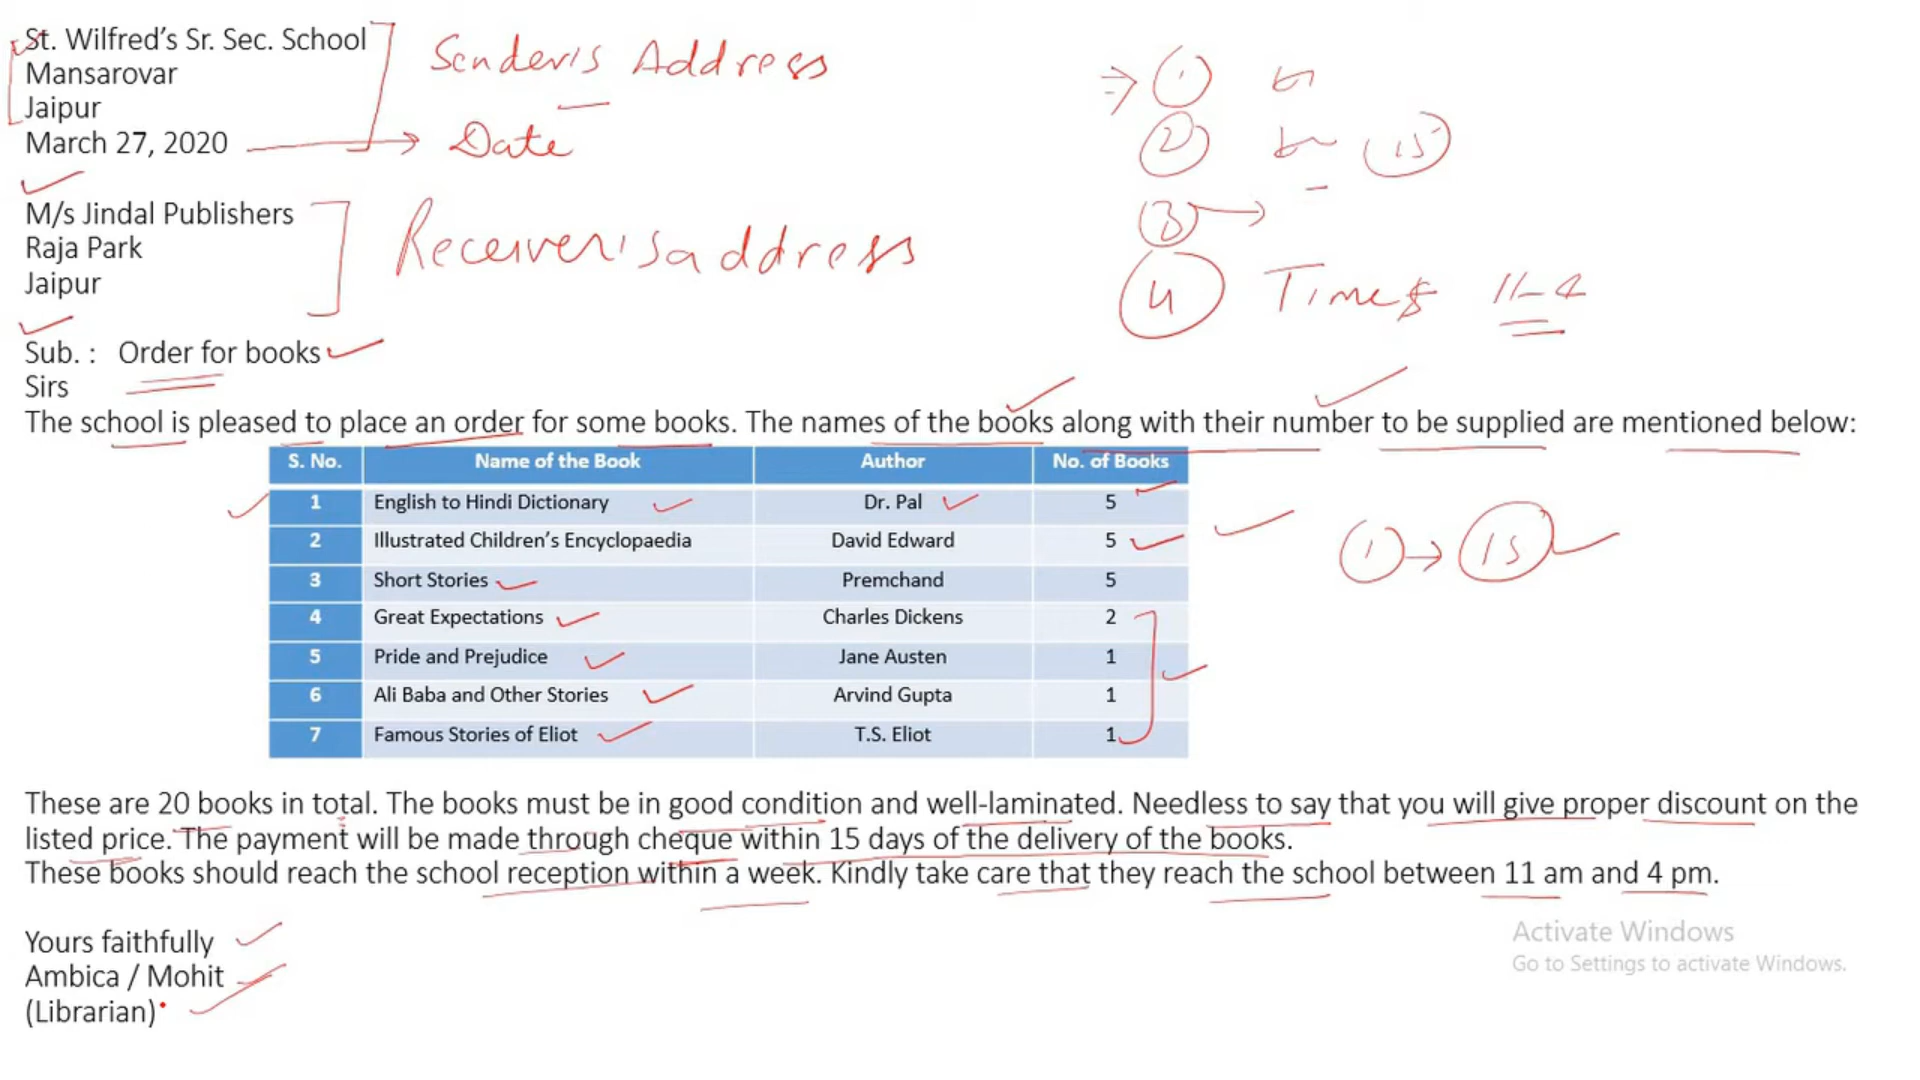 St. Wilfred’s Sr. Sec. School
Mansarovar
Jaipur
March 27, 2020
Sender's Address
Date
M/s Jindal Publishers
Raja Park
Jaipur
Receiver's address
1
2 15
3
4 Times 11-4
Sub. : Order for books
Sirs
The school is pleased to place an order for some books. The names of the books along with their number to be supplied are mentioned below:
S. No. Name of the Book Author No. of Books
1 English to Hindi Dictionary Dr. Pal 5
2 Illustrated Children’s Encyclopaedia David Edward 5
3 Short Stories Premchand 5
4 Great Expectations Charles Dickens 2
5 Pride and Prejudice Jane Austen 1
6 Ali Baba and Other Stories Arvind Gupta 1
7 Famous Stories of Eliot T.S. Eliot 1
1 → 15
These are 20 books in total. The books must be in good condition and well-laminated. Needless to say that you will give proper discount on the
listed price. The payment will be made through cheque within 15 days of the delivery of the books.
These books should reach the school reception within a week. Kindly take care that they reach the school between 11 am and 4 pm.
Yours faithfully
Ambica / Mohit
(Librarian)
Activate Windows
Go to Settings to activate Windows.